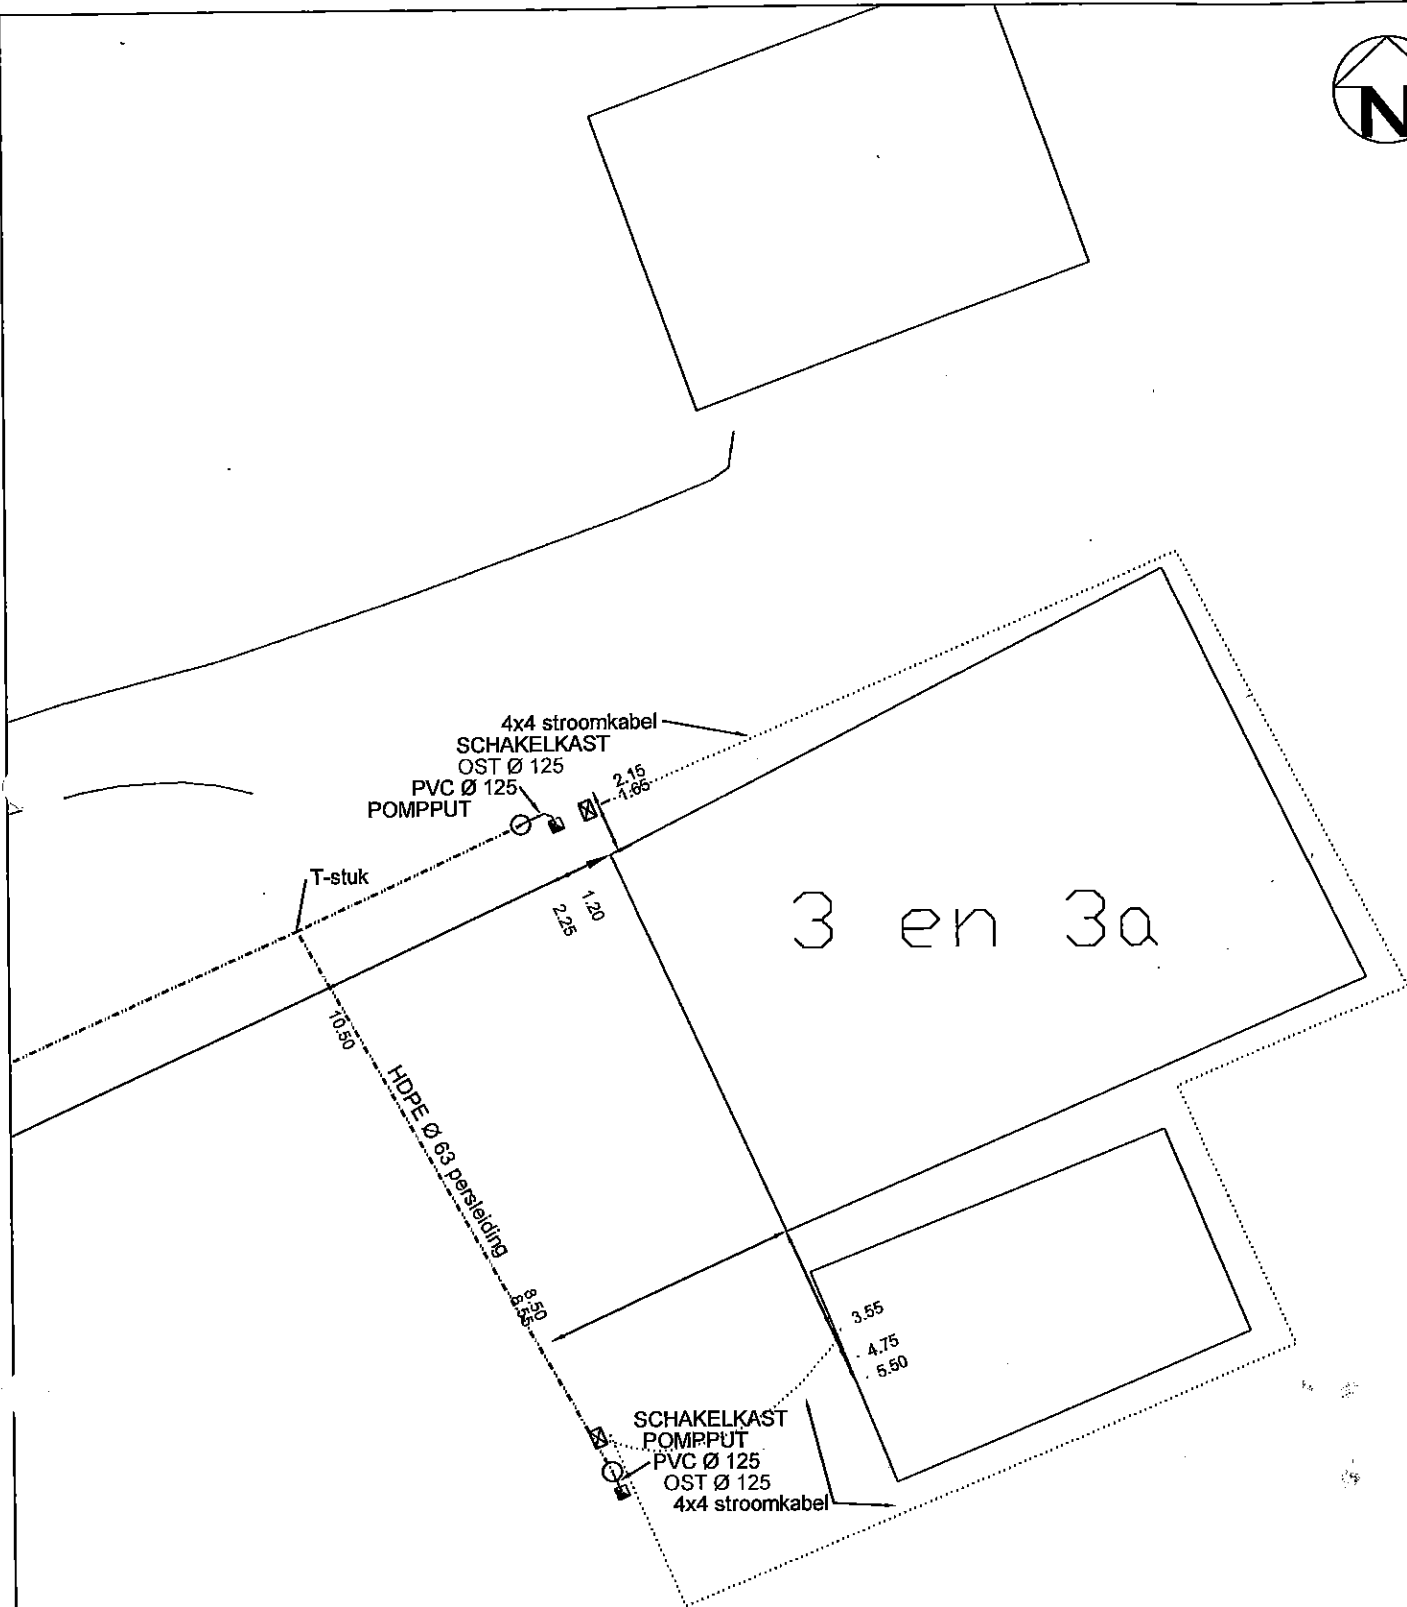 N
4x4 stroomkabel
SCHAKELKAST
OST Ø 125
PVC Ø 125
POMPPUT
2.15
1.65
T-stuk
1.20
2.25
3 en 3a
10.50
HDPE Ø 63 persleiding
8.50
8.55
3.55
4.75
5.50
SCHAKELKAST
POMPPUT
PVC Ø 125
OST Ø 125
4x4 stroomkabel